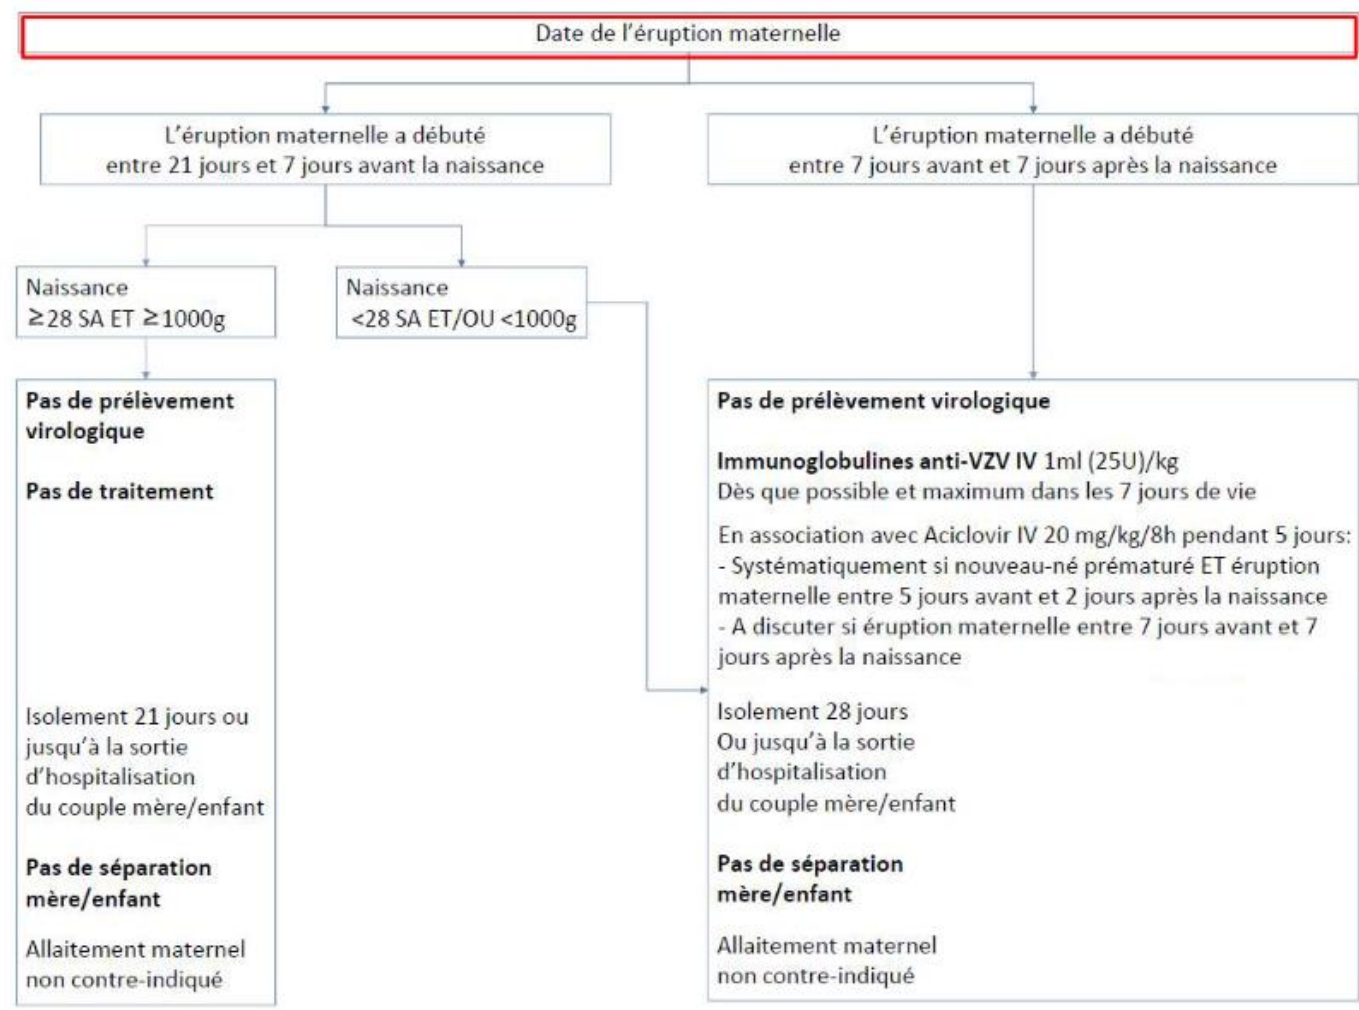 Date de l'éruption maternelle
L'éruption maternelle a débuté
entre 21 jours et 7 jours avant la naissance
L'éruption maternelle a débuté
entre 7 jours avant et 7 jours après la naissance
Naissance
≥28 SA ET ≥1000g
Naissance
<28 SA ET/OU <1000g
Pas de prélèvement
virologique
Pas de traitement
Isolement 21 jours ou
jusqu'à la sortie
d'hospitalisation
du couple mère/enfant
Pas de séparation
mère/enfant
Allaitement maternel
non contre-indiqué
Pas de prélèvement virologique
Immunoglobulines anti-VZV IV 1ml (25U)/kg
Dès que possible et maximum dans les 7 jours de vie
En association avec Aciclovir IV 20 mg/kg/8h pendant 5 jours:
- Systématiquement si nouveau-né prématuré ET éruption
maternelle entre 5 jours avant et 2 jours après la naissance
- A discuter si éruption maternelle entre 7 jours avant et 7
jours après la naissance
Isolement 28 jours
Ou jusqu'à la sortie
d'hospitalisation
du couple mère/enfant
Pas de séparation
mère/enfant
Allaitement maternel
non contre-indiqué